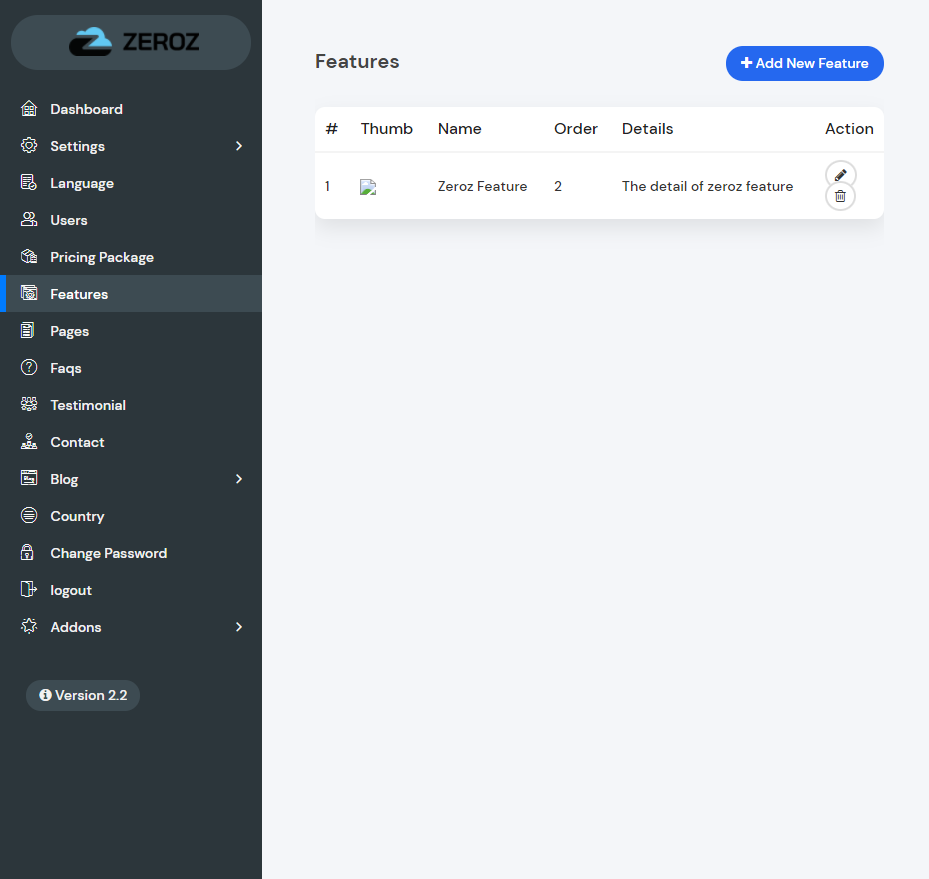 ZEROZ
Dashboard
Settings
Language
Users
Pricing Package
Features
Pages
Faqs
Testimonial
Contact
Blog
Country
Change Password
logout
Addons
Version 2.2
Features
Add New Feature
# Thumb Name Order Details Action
1 Zeroz Feature 2 The detail of zeroz feature